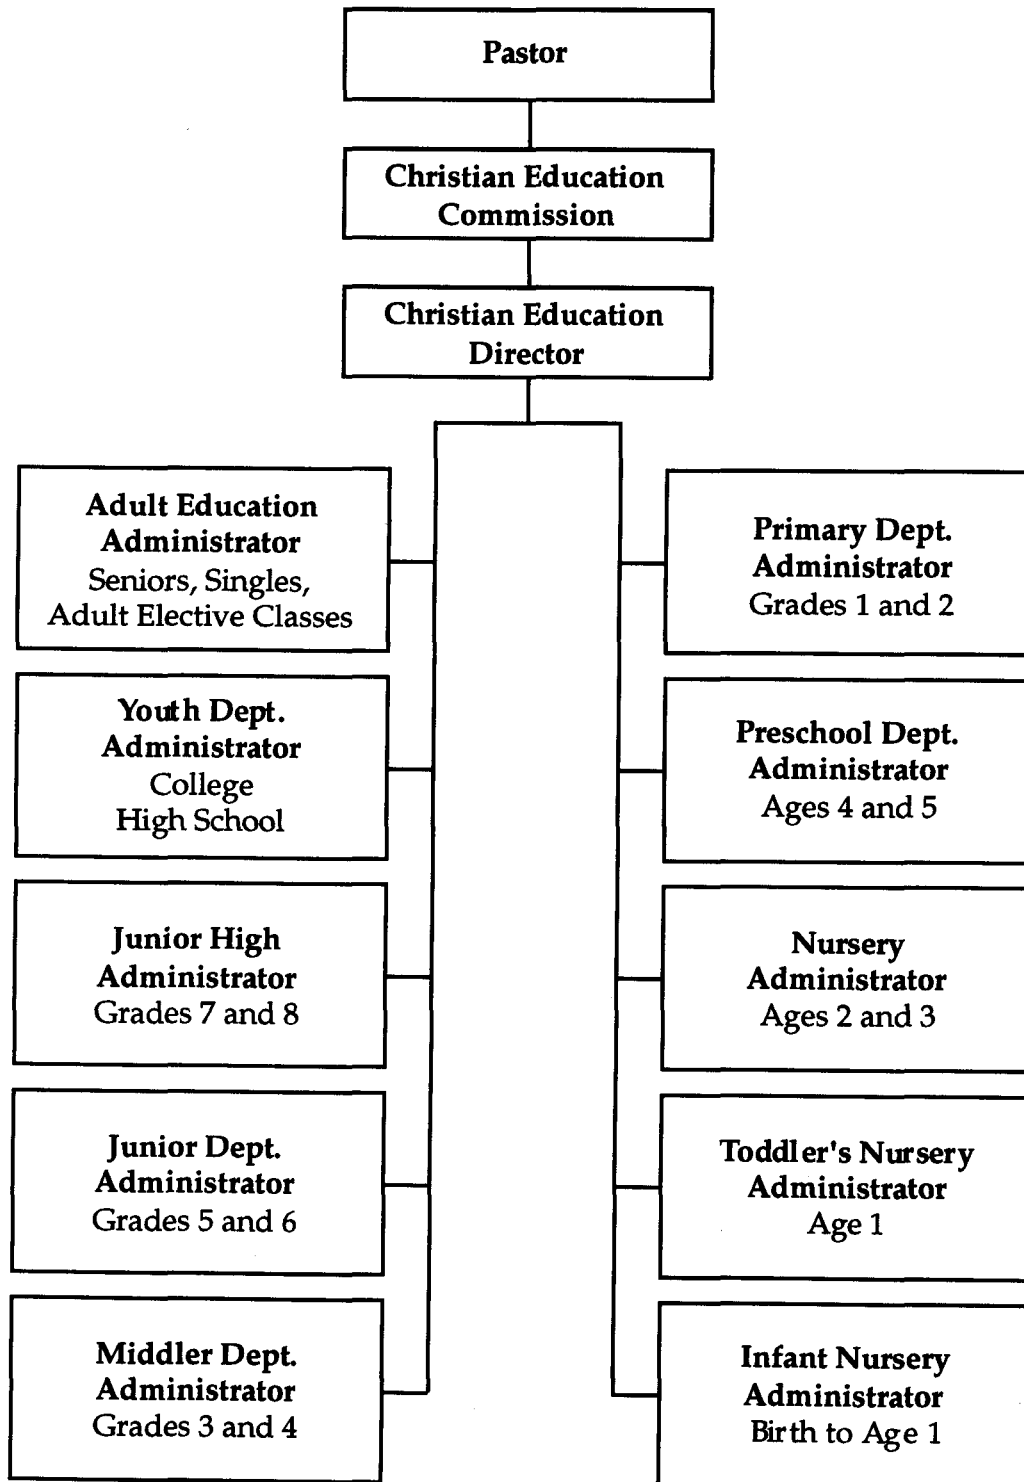 Pastor
Christian Education
Commission
Christian Education
Director
Adult Education
Administrator
Seniors, Singles,
Adult Elective Classes
Youth Dept.
Administrator
College
High School
Junior High
Administrator
Grades 7 and 8
Junior Dept.
Administrator
Grades 5 and 6
Middler Dept.
Administrator
Grades 3 and 4
Primary Dept.
Administrator
Grades 1 and 2
Preschool Dept.
Administrator
Ages 4 and 5
Nursery
Administrator
Ages 2 and 3
Toddler's Nursery
Administrator
Age 1
Infant Nursery
Administrator
Birth to Age 1